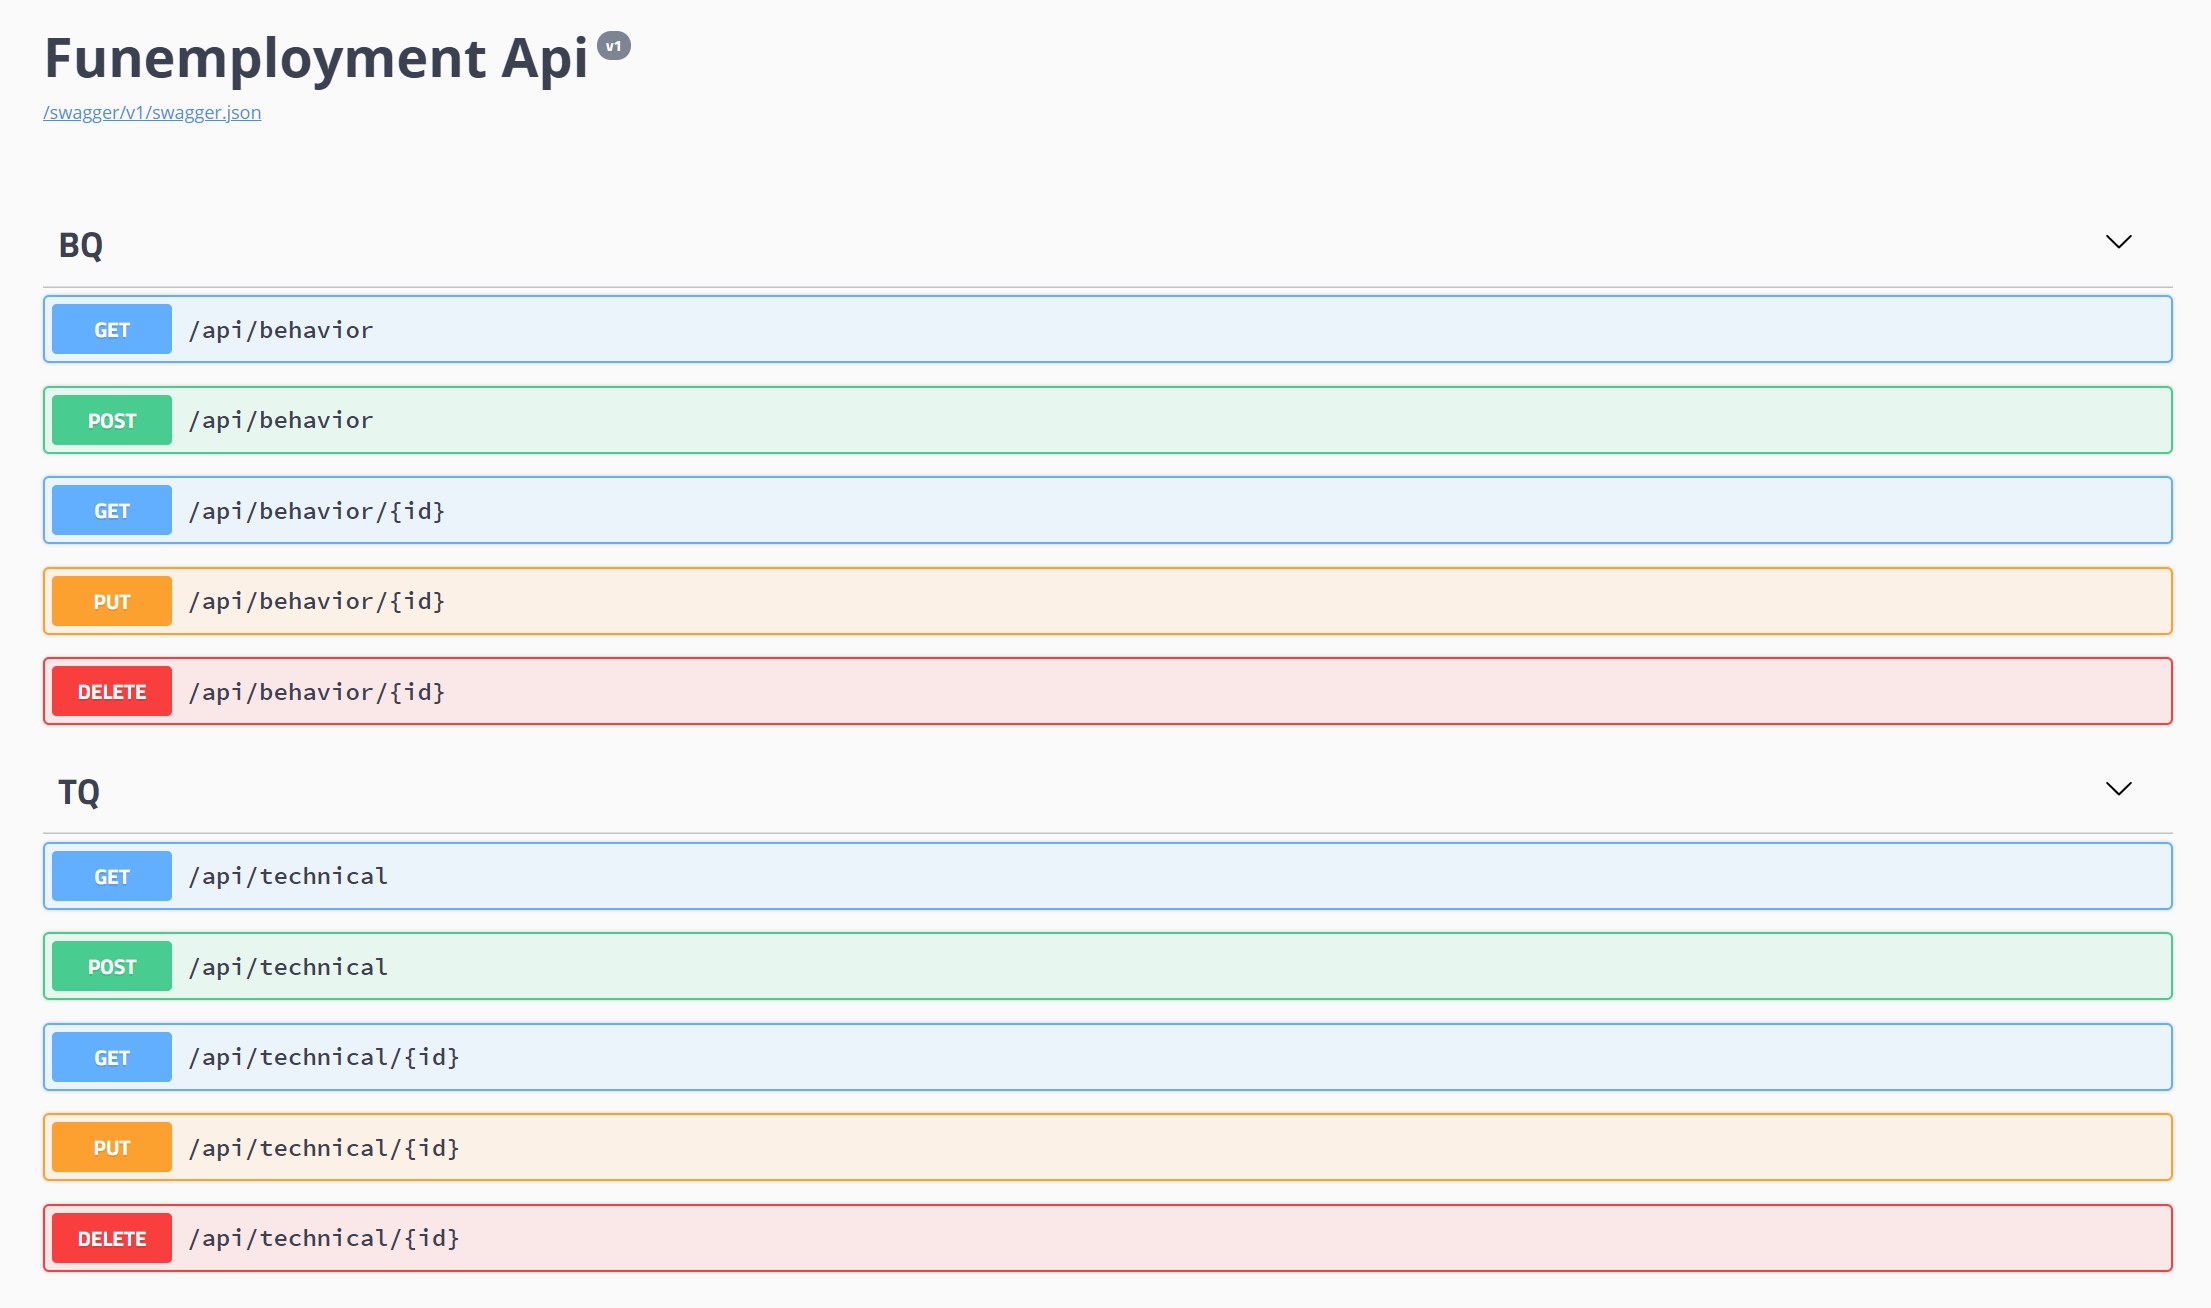 Funemployment Api v1
/swagger/v1/swagger.json
BQ
GET /api/behavior
POST /api/behavior
GET /api/behavior/{id}
PUT /api/behavior/{id}
DELETE /api/behavior/{id}
TQ
GET /api/technical
POST /api/technical
GET /api/technical/{id}
PUT /api/technical/{id}
DELETE /api/technical/{id}